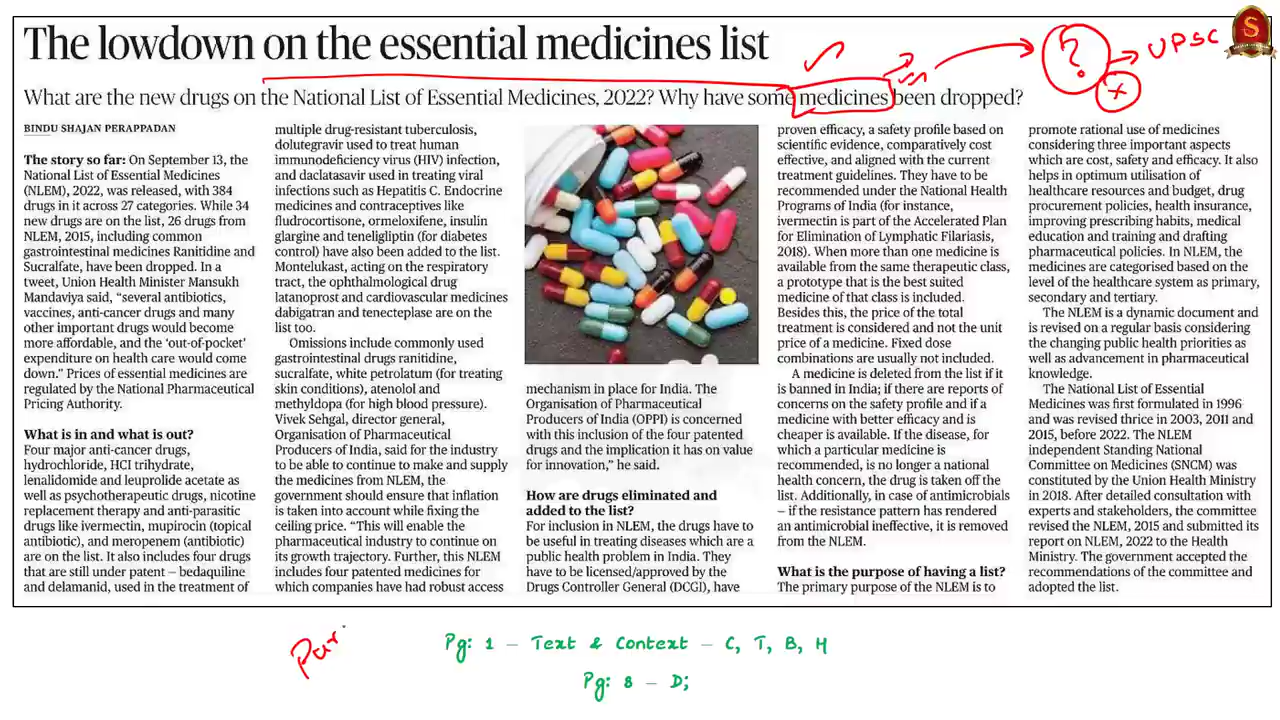 The lowdown on the essential medicines list
UPSC
S
?
x
What are the new drugs on the National List of Essential Medicines, 2022? Why have some medicines been dropped?
BINDU SHAJAN PERAPPADAN
The story so far: On September 13, the
National List of Essential Medicines
(NLEM), 2022, was released, with 384
drugs in it across 27 categories. While 34
new drugs are on the list, 26 drugs from
NLEM, 2015, including common
gastrointestinal medicines Ranitidine and
Sucralfate, have been dropped. In a
tweet, Union Health Minister Mansukh
Mandaviya said, “several antibiotics,
vaccines, anti-cancer drugs and many
other important drugs would become
more affordable, and the ‘out-of-pocket’
expenditure on health care would come
down.” Prices of essential medicines are
regulated by the National Pharmaceutical
Pricing Authority.
What is in and what is out?
Four major anti-cancer drugs,
hydrochloride, HCI trihydrate,
lenalidomide and leuprolide acetate as
well as psychotherapeutic drugs, nicotine
replacement therapy and anti-parasitic
drugs like ivermectin, mupirocin (topical
antibiotic), and meropenem (antibiotic)
are on the list. It also includes four drugs
that are still under patent – bedaquiline
and delamanid, used in the treatment of
multiple drug-resistant tuberculosis,
dolutegravir used to treat human
immunodeficiency virus (HIV) infection,
and daclatasvir used in treating viral
infections such as Hepatitis C. Endocrine
medicines and contraceptives like
fludrocortisone, ormeloxifene, insulin
glargine and teneligliptin (for diabetes
control) have also been added to the list.
Montelukast, acting on the respiratory
tract, the ophthalmological drug
latanoprost and cardiovascular medicines
dabigatran and tenecteplase are on the
list too.
Omissions include commonly used
gastrointestinal drugs ranitidine,
sucralfate, white petrolatum (for treating
skin conditions), atenolol and
methyldopa (for high blood pressure).
Vivek Sehgal, director general,
Organisation of Pharmaceutical
Producers of India, said for the industry
to be able to continue to make and supply
the medicines from NLEM, the
government should ensure that inflation
is taken into account while fixing the
ceiling price. “This will enable the
pharmaceutical industry to continue on
its growth trajectory. Further, this NLEM
includes four patented medicines for
which companies have had robust access
mechanism in place for India. The
Organisation of Pharmaceutical
Producers of India (OPPI) is concerned
with this inclusion of the four patented
drugs and the implication it has on value
for innovation,” he said.
How are drugs eliminated and
added to the list?
For inclusion in NLEM, the drugs have to
be useful in treating diseases which are a
public health problem in India. They
have to be licensed/approved by the
Drugs Controller General (DCGI), have
proven efficacy, a safety profile based on
scientific evidence, comparatively cost
effective, and aligned with the current
treatment guidelines. They have to be
recommended under the National Health
Programs of India (for instance,
ivermectin is part of the Accelerated Plan
for Elimination of Lymphatic Filariasis,
2018). When more than one medicine is
available from the same therapeutic class,
a prototype that is the best suited
medicine of that class is included.
Besides this, the price of the total
treatment is considered and not the unit
price of a medicine. Fixed dose
combinations are usually not included.
A medicine is deleted from the list if it
is banned in India; if there are reports of
concerns on the safety profile and if a
medicine with better efficacy and is
cheaper is available. If the disease, for
which a particular medicine is
recommended, is no longer a national
health concern, the drug is taken off the
list. Additionally, in case of antimicrobials
– if the resistance pattern has rendered
an antimicrobial ineffective, it is removed
from the NLEM.
What is the purpose of having a list?
The primary purpose of the NLEM is to
promote rational use of medicines
considering three important aspects
which are cost, safety and efficacy. It also
helps in optimum utilisation of
healthcare resources and budget, drug
procurement policies, health insurance,
improving prescribing habits, medical
education and training and drafting
pharmaceutical policies. In NLEM, the
medicines are categorised based on the
level of the healthcare system as primary,
secondary and tertiary.
The NLEM is a dynamic document and
is revised on a regular basis considering
the changing public health priorities as
well as advancement in pharmaceutical
knowledge.
The National List of Essential
Medicines was first formulated in 1996
and was revised thrice in 2003, 2011 and
2015, before 2022. The NLEM
independent Standing National
Committee on Medicines (SNCM) was
constituted by the Union Health Ministry
in 2018. After detailed consultation with
experts and stakeholders, the committee
revised the NLEM, 2015 and submitted its
report on NLEM, 2022 to the Health
Ministry. The government accepted the
recommendations of the committee and
adopted the list.
Pg: 1 – Text & Context – C, T, B, H
Pg: 8 – D;